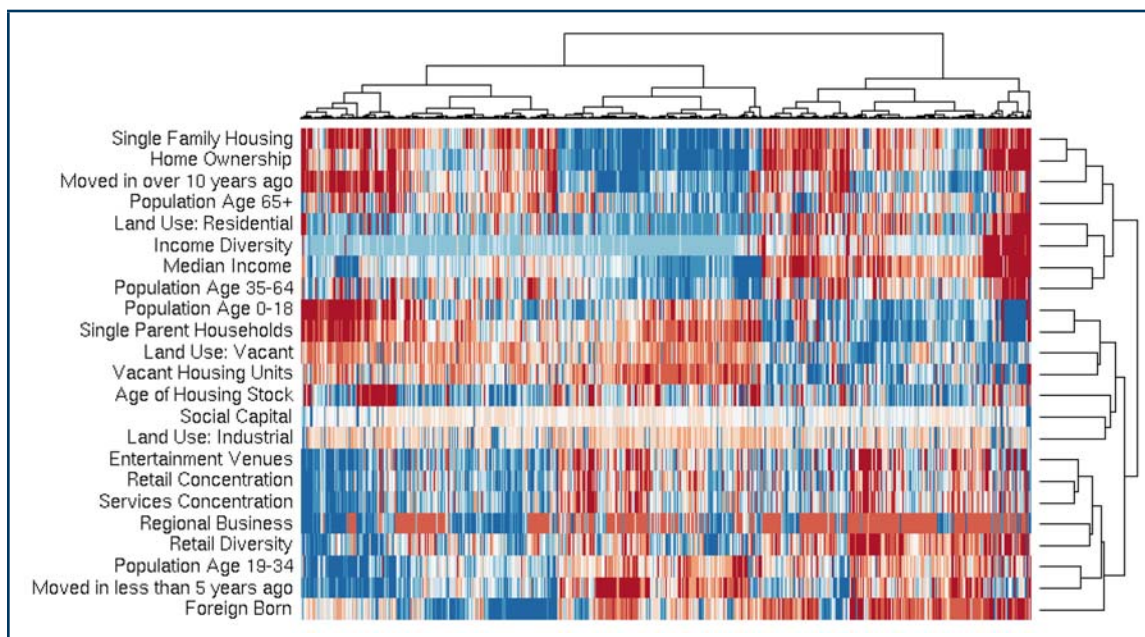 Single Family Housing
Home Ownership
Moved in over 10 years ago
Population Age 65+
Land Use: Residential
Income Diversity
Median Income
Population Age 35-64
Population Age 0-18
Single Parent Households
Land Use: Vacant
Vacant Housing Units
Age of Housing Stock
Social Capital
Land Use: Industrial
Entertainment Venues
Retail Concentration
Services Concentration
Regional Business
Retail Diversity
Population Age 19-34
Moved in less than 5 years ago
Foreign Born